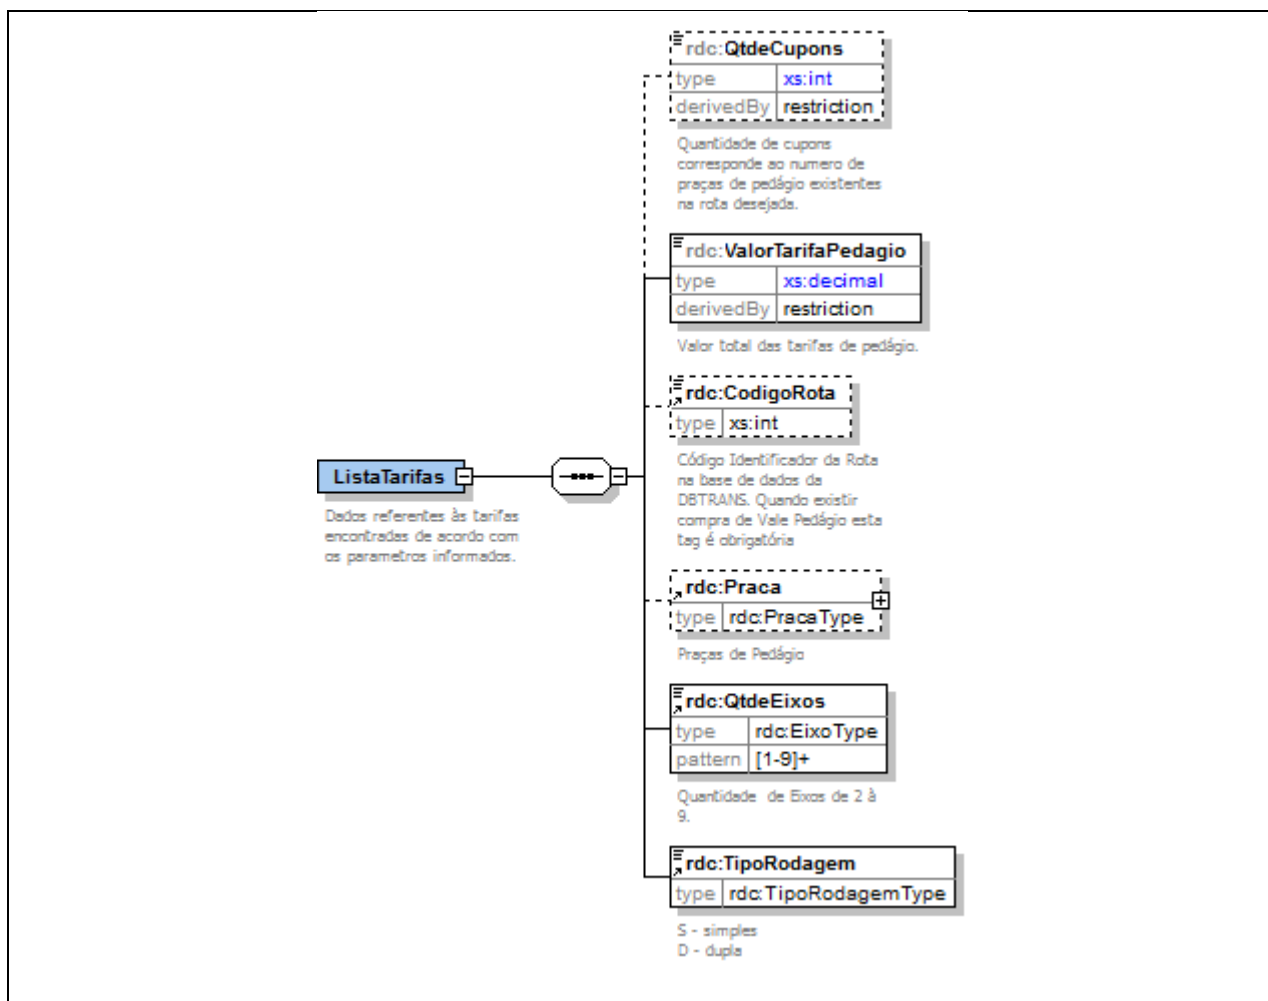 rdc:QtdeCupons
type xs:int
derivedBy restriction
Quantidade de cupons
corresponde ao numero de
praças de pedágio existentes
na rota desejada.
rdc:ValorTarifaPedagio
type xs:decimal
derivedBy restriction
Valor total das tarifas de pedágio.
rdc:CodigoRota
type xs:int
Código Identificador da Rota
na base de dados da
DBTRANS. Quando existir
compra de Vale Pedágio esta
tag é obrigatória
ListaTarifas
Dados referentes às tarifas
encontradas de acordo com
os parametros informados.
rdc:Praca
type rdc:PracaType
Praças de Pedágio
rdc:QtdeEixos
type rdc:EixoType
pattern [1-9]+
Quantidade de Eixos de 2 à
9.
rdc:TipoRodagem
type rdc:TipoRodagemType
S - simples
D - dupla